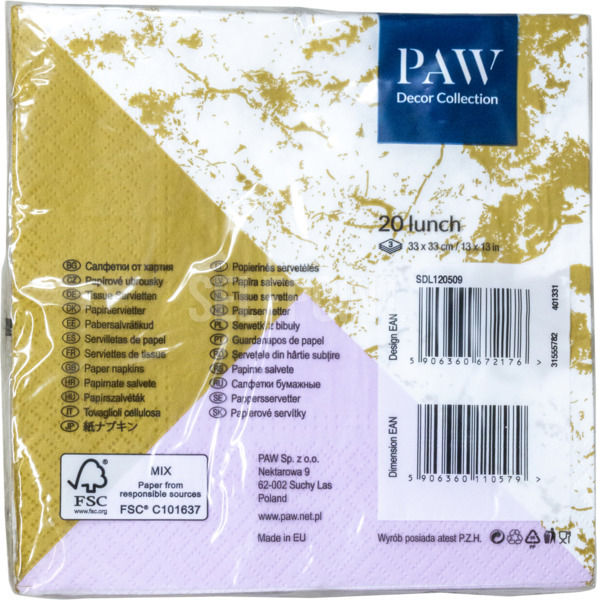 PAW
Decor Collection
20 lunch
3 33 x 33 cm / 13 x 13 in
BG Салфетки от хартия
CZ Papírové ubrousky
DE Tissue Servietten
DK Papirservietter
EE Pabersalvrätikud
ES Servilletas de papel
FR Serviettes de tissue
GB Paper napkins
HR Papirnate salvete
HU Papírszalvéták
IT Tovaglioli cellulosa
JP 紙ナプキン
LT Popierinės servetėlės
LV Papīra salvetes
NL Tissue servetten
NO Papirservietter
PL Serwetki z bibuły
PT Guardanapos de papel
RO Șervețele din hârtie subțire
RS Papirne salvete
RU Салфетки бумажные
SE Pappersservetter
SK Papierové servítky
SDL120509
Design EAN
5 906360 672176 >
401331
31555782
Dimension EAN
5 906360 110579 >
FSC
www.fsc.org
MIX
Paper from
responsible sources
FSC® C101637
PAW Sp. z o.o.
Nektarowa 9
62-002 Suchy Las
Poland
www.paw.net.pl
Made in EU
Wyrób posiada atest P.Z.H.
PP